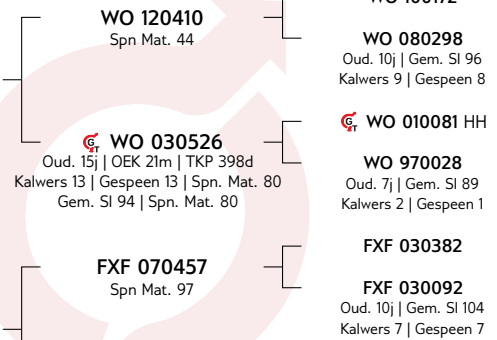 WO 120410
Spn Mat. 44
WO 080298
Oud. 10j | Gem. SI 96
Kalwers 9 | Gespeen 8
GT WO 030526
Oud. 15j | OEK 21m | TKP 398d
Kalwers 13 | Gespeen 13 | Spn. Mat. 80
Gem. SI 94 | Spn. Mat. 80
GT WO 010081 HH
WO 970028
Oud. 7j | Gem. SI 89
Kalwers 2 | Gespeen 1
FXF 070457
Spn Mat. 97
FXF 030382
FXF 030092
Oud. 10j | Gem. SI 104
Kalwers 7 | Gespeen 7